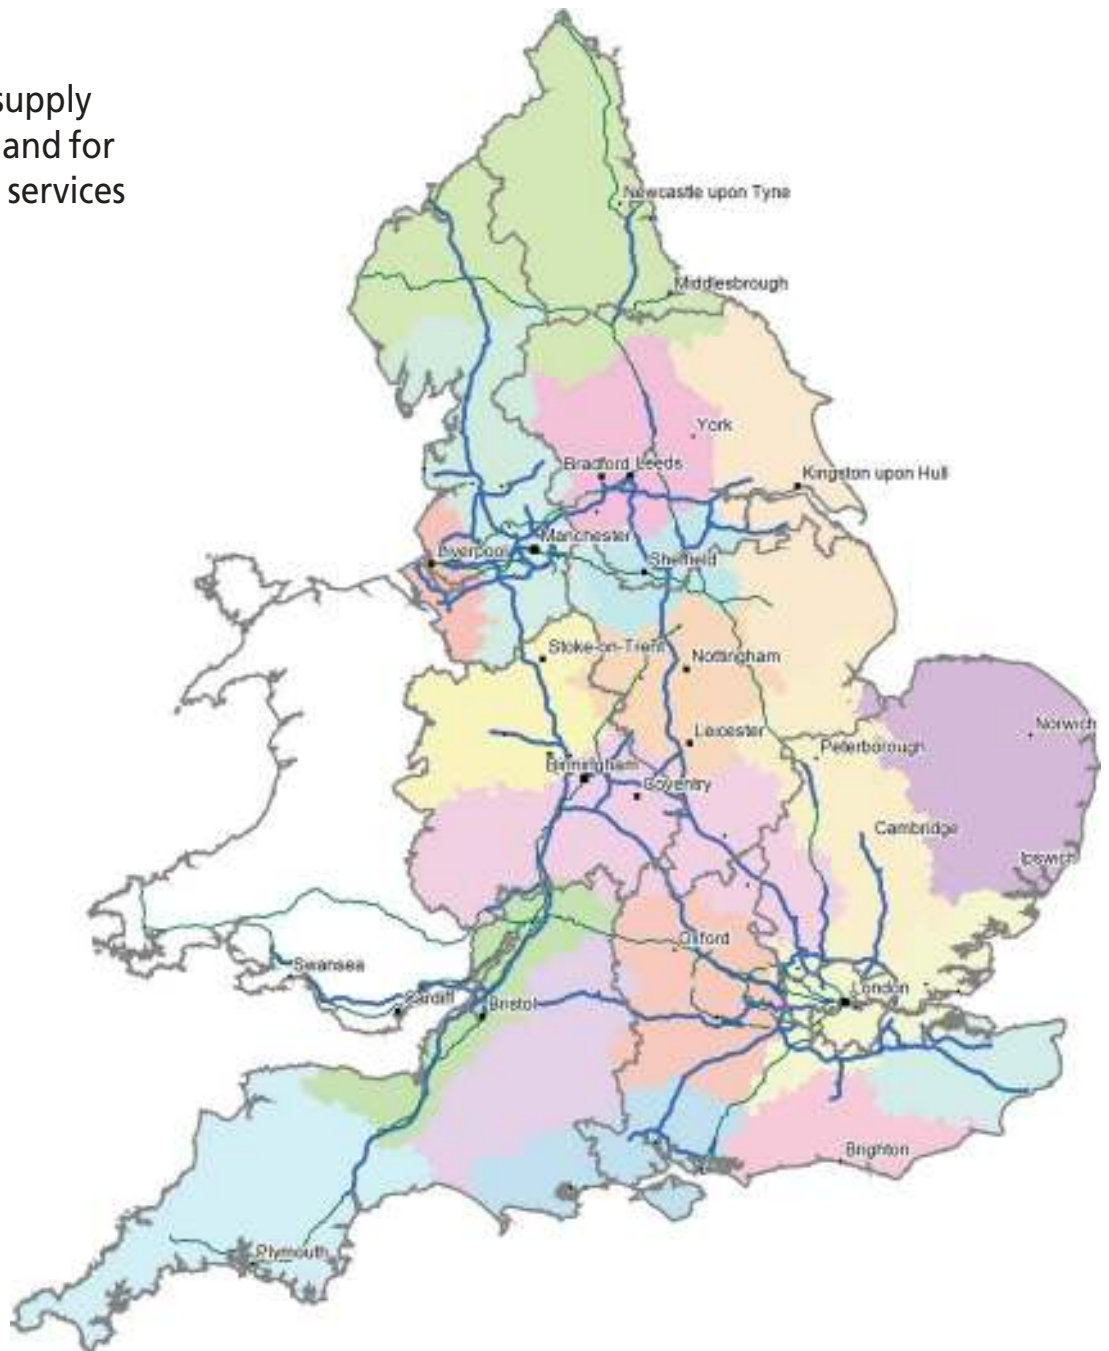 supply
and for
services
Newcastle upon Tyne
Middlesbrough
York
Bradford Leeds
Kingston upon Hull
Manchester
Liverpool
Sheffield
Stoke-on-Trent
Nottingham
Leicester
Norwich
Peterborough
Birmingham
Coventry
Cambridge
Ipswich
Oxford
Swansea
London
Cardiff
Bristol
Brighton
Plymouth